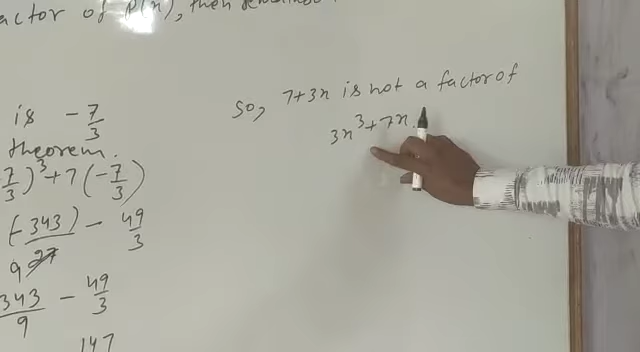 actor of P(x), then remainder
is - 7/3
theorem.
7/3)³ + 7(-7/3)
(-343)/27 - 49/3
9
343/9 - 49/3
147
So, 7+3x is not a factor of
3x³+7x.